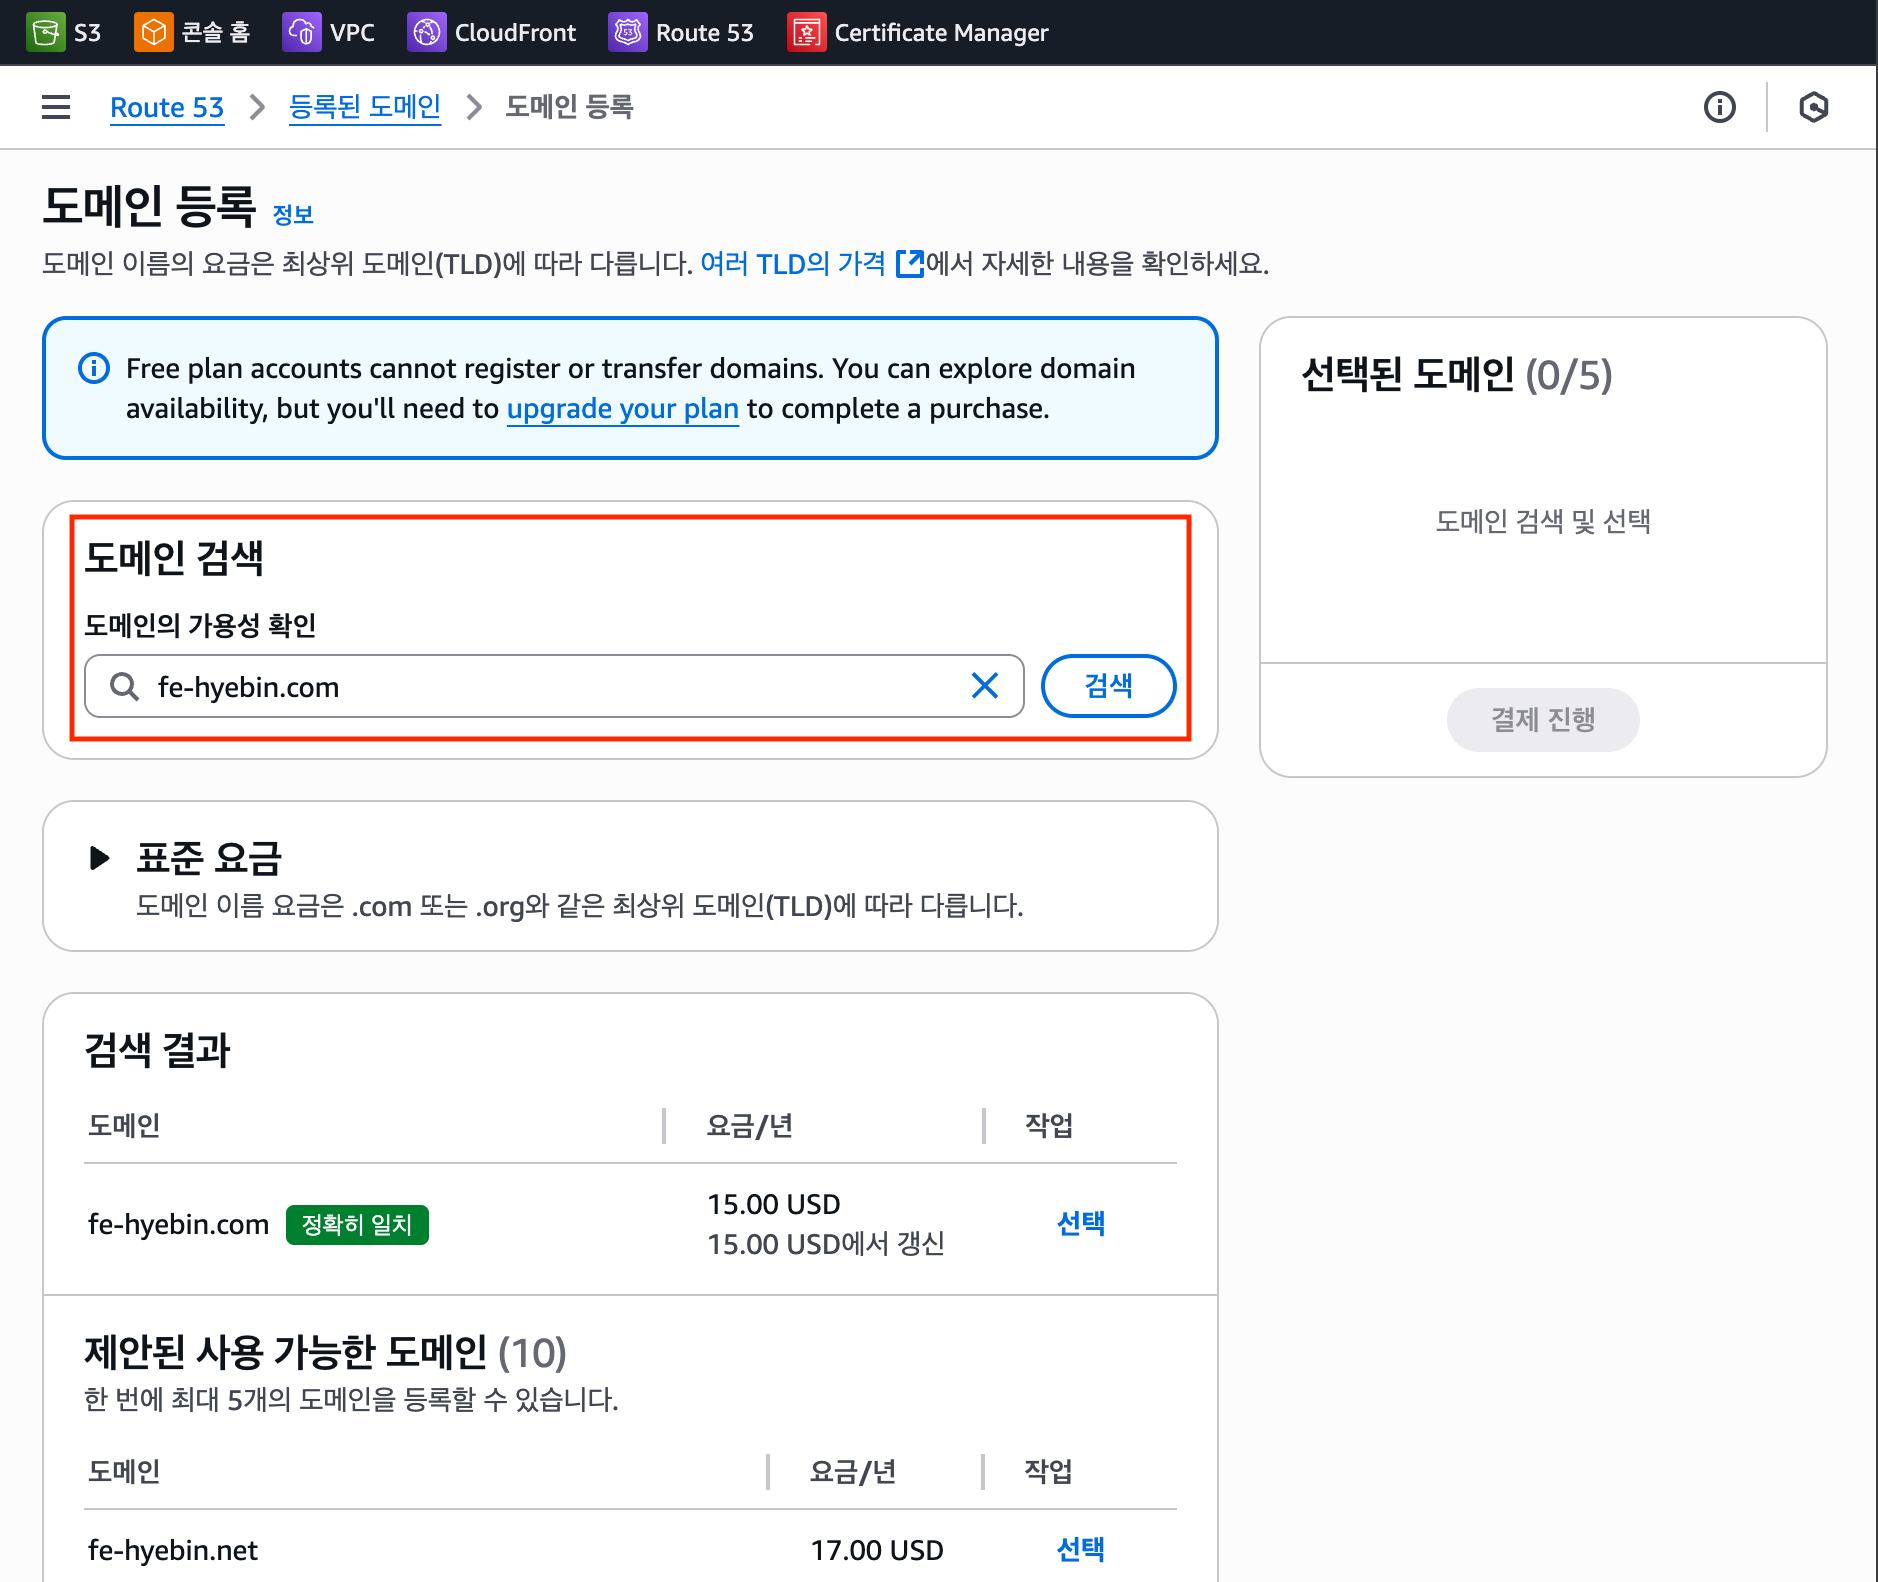 S3 콘솔 홈 VPC CloudFront Route 53 Certificate Manager
Route 53 등록된 도메인 도메인 등록
도메인 등록 정보
도메인 이름의 요금은 최상위 도메인(TLD)에 따라 다릅니다. 여러 TLD의 가격 에서 자세한 내용을 확인하세요.
Free plan accounts cannot register or transfer domains. You can explore domain
availability, but you'll need to upgrade your plan to complete a purchase.
선택된 도메인 (0/5)
도메인 검색 및 선택
결제 진행
도메인 검색
도메인의 가용성 확인
fe-hyebin.com 검색
표준 요금
도메인 이름 요금은 .com 또는 .org와 같은 최상위 도메인(TLD)에 따라 다릅니다.
검색 결과
도메인 요금/년 작업
fe-hyebin.com 정확히 일치 15.00 USD 선택
15.00 USD에서 갱신
제안된 사용 가능한 도메인 (10)
한 번에 최대 5개의 도메인을 등록할 수 있습니다.
도메인 요금/년 작업
fe-hyebin.net 17.00 USD 선택